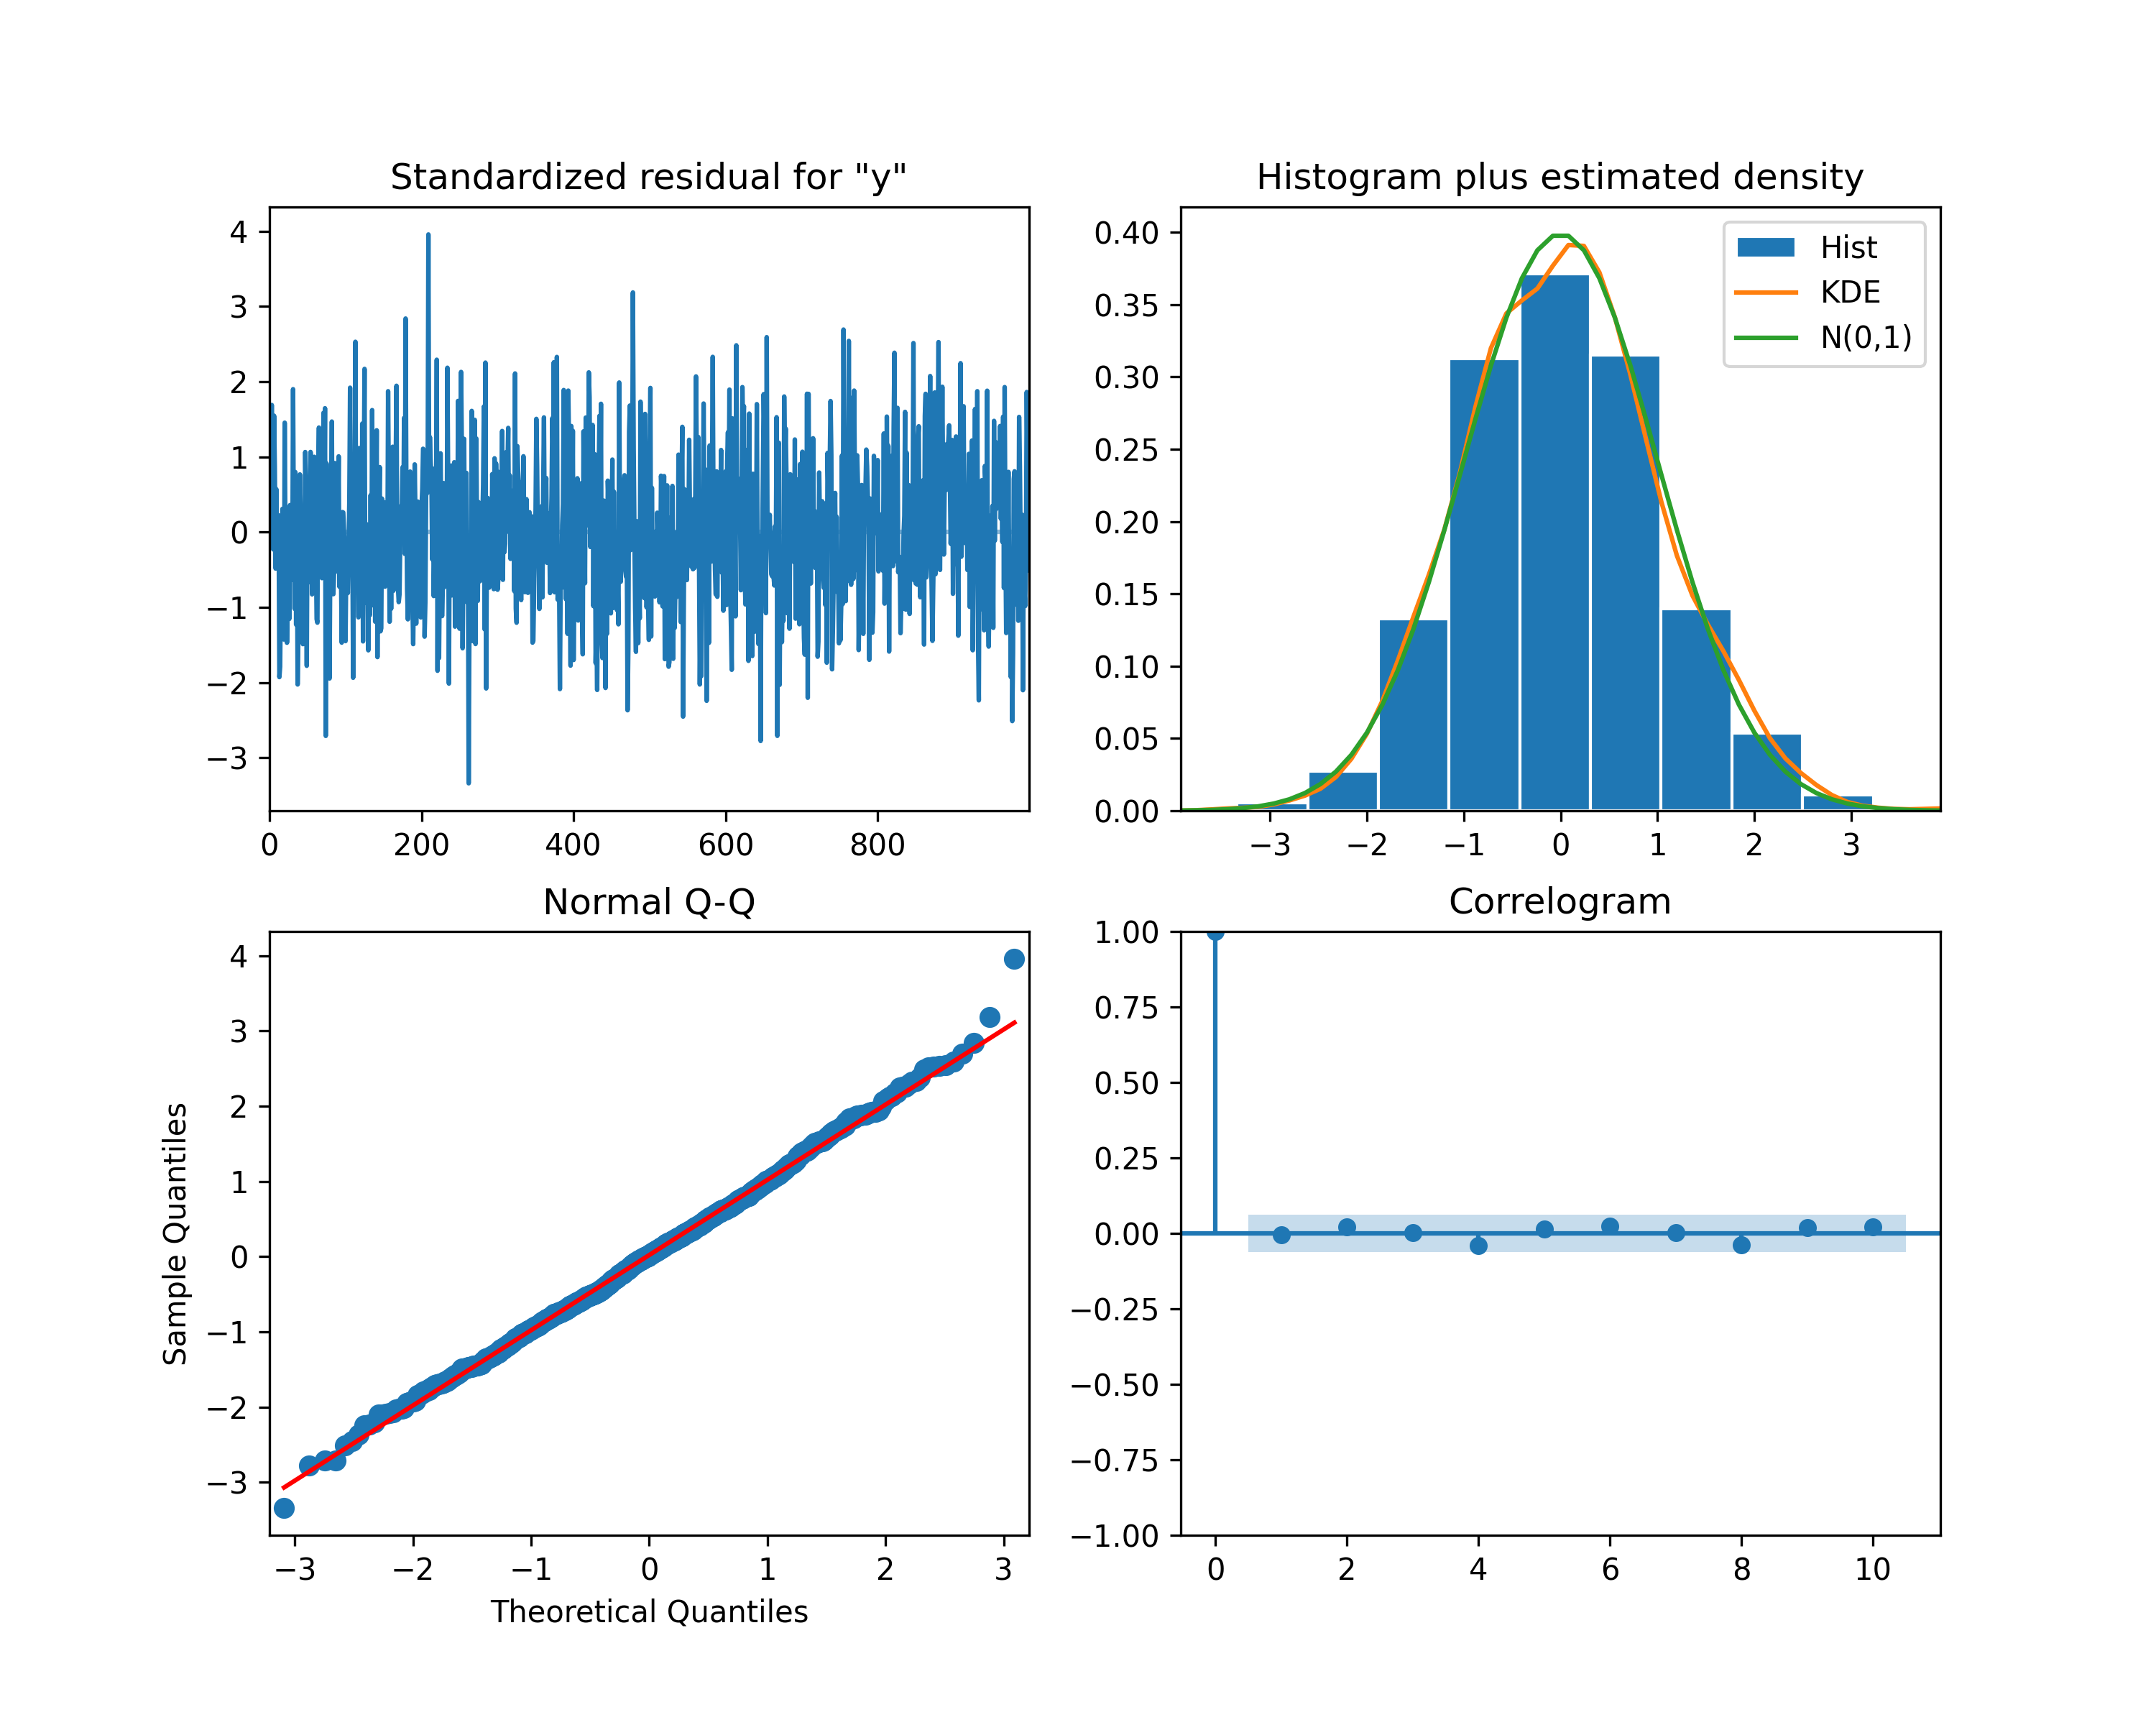 Standardized residual for "y"
4
3
2
1
0
−1
−2
−3
0 200 400 600 800
Histogram plus estimated density
0.40
0.35
0.30
0.25
0.20
0.15
0.10
0.05
0.00
−3 −2 −1 0 1 2 3
Hist
KDE
N(0,1)
Normal Q-Q
Sample Quantiles
4
3
2
1
0
−1
−2
−3
−3 −2 −1 0 1 2 3
Theoretical Quantiles
Correlogram
1.00
0.75
0.50
0.25
0.00
−0.25
−0.50
−0.75
−1.00
0 2 4 6 8 10